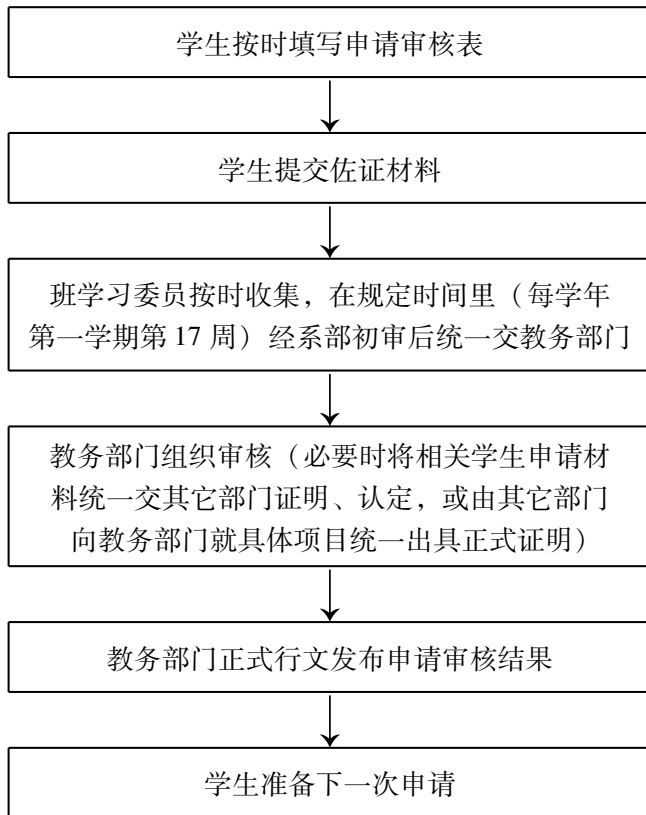 学生按时填写申请审核表
学生提交佐证材料
班学习委员按时收集，在规定时间里（每学年
第一学期第 17 周）经系部初审后统一交教务部门
教务部门组织审核（必要时将相关学生申请材
料统一交其它部门证明、认定，或由其它部门
向教务部门就具体项目统一出具正式证明）
教务部门正式行文发布申请审核结果
学生准备下一次申请